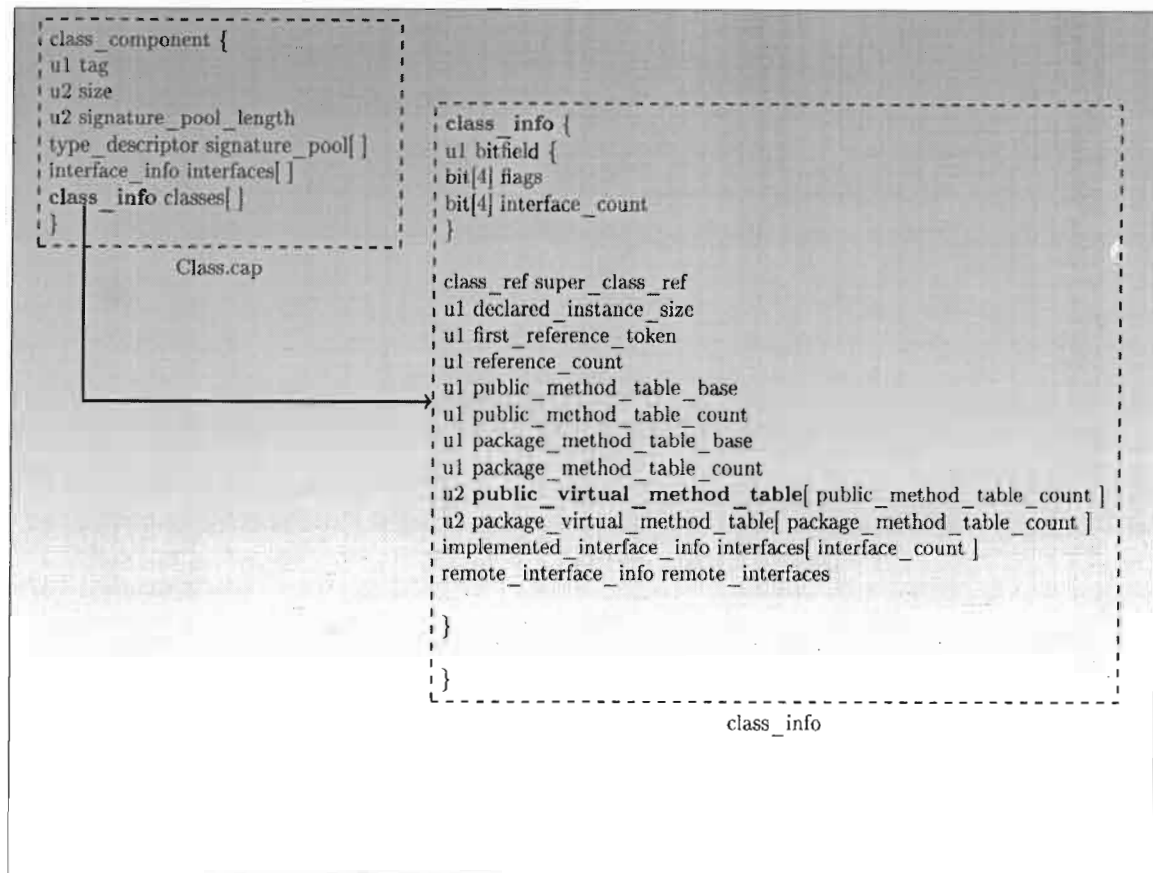 class_component {
u1 tag
u2 size
u2 signature_pool_length
type_descriptor signature_pool[ ]
interface_info interfaces[ ]
class_info classes[ ]
}
Class.cap
class_info {
u1 bitfield {
bit[4] flags
bit[4] interface_count
}
class_ref super_class_ref
u1 declared_instance_size
u1 first_reference_token
u1 reference_count
u1 public_method_table_base
u1 public_method_table_count
u1 package_method_table_base
u1 package_method_table_count
u2 public_virtual_method_table[ public_method_table_count ]
u2 package_virtual_method_table[ package_method_table_count ]
implemented_interface_info interfaces[ interface_count ]
remote_interface_info remote_interfaces
}
}
class_info